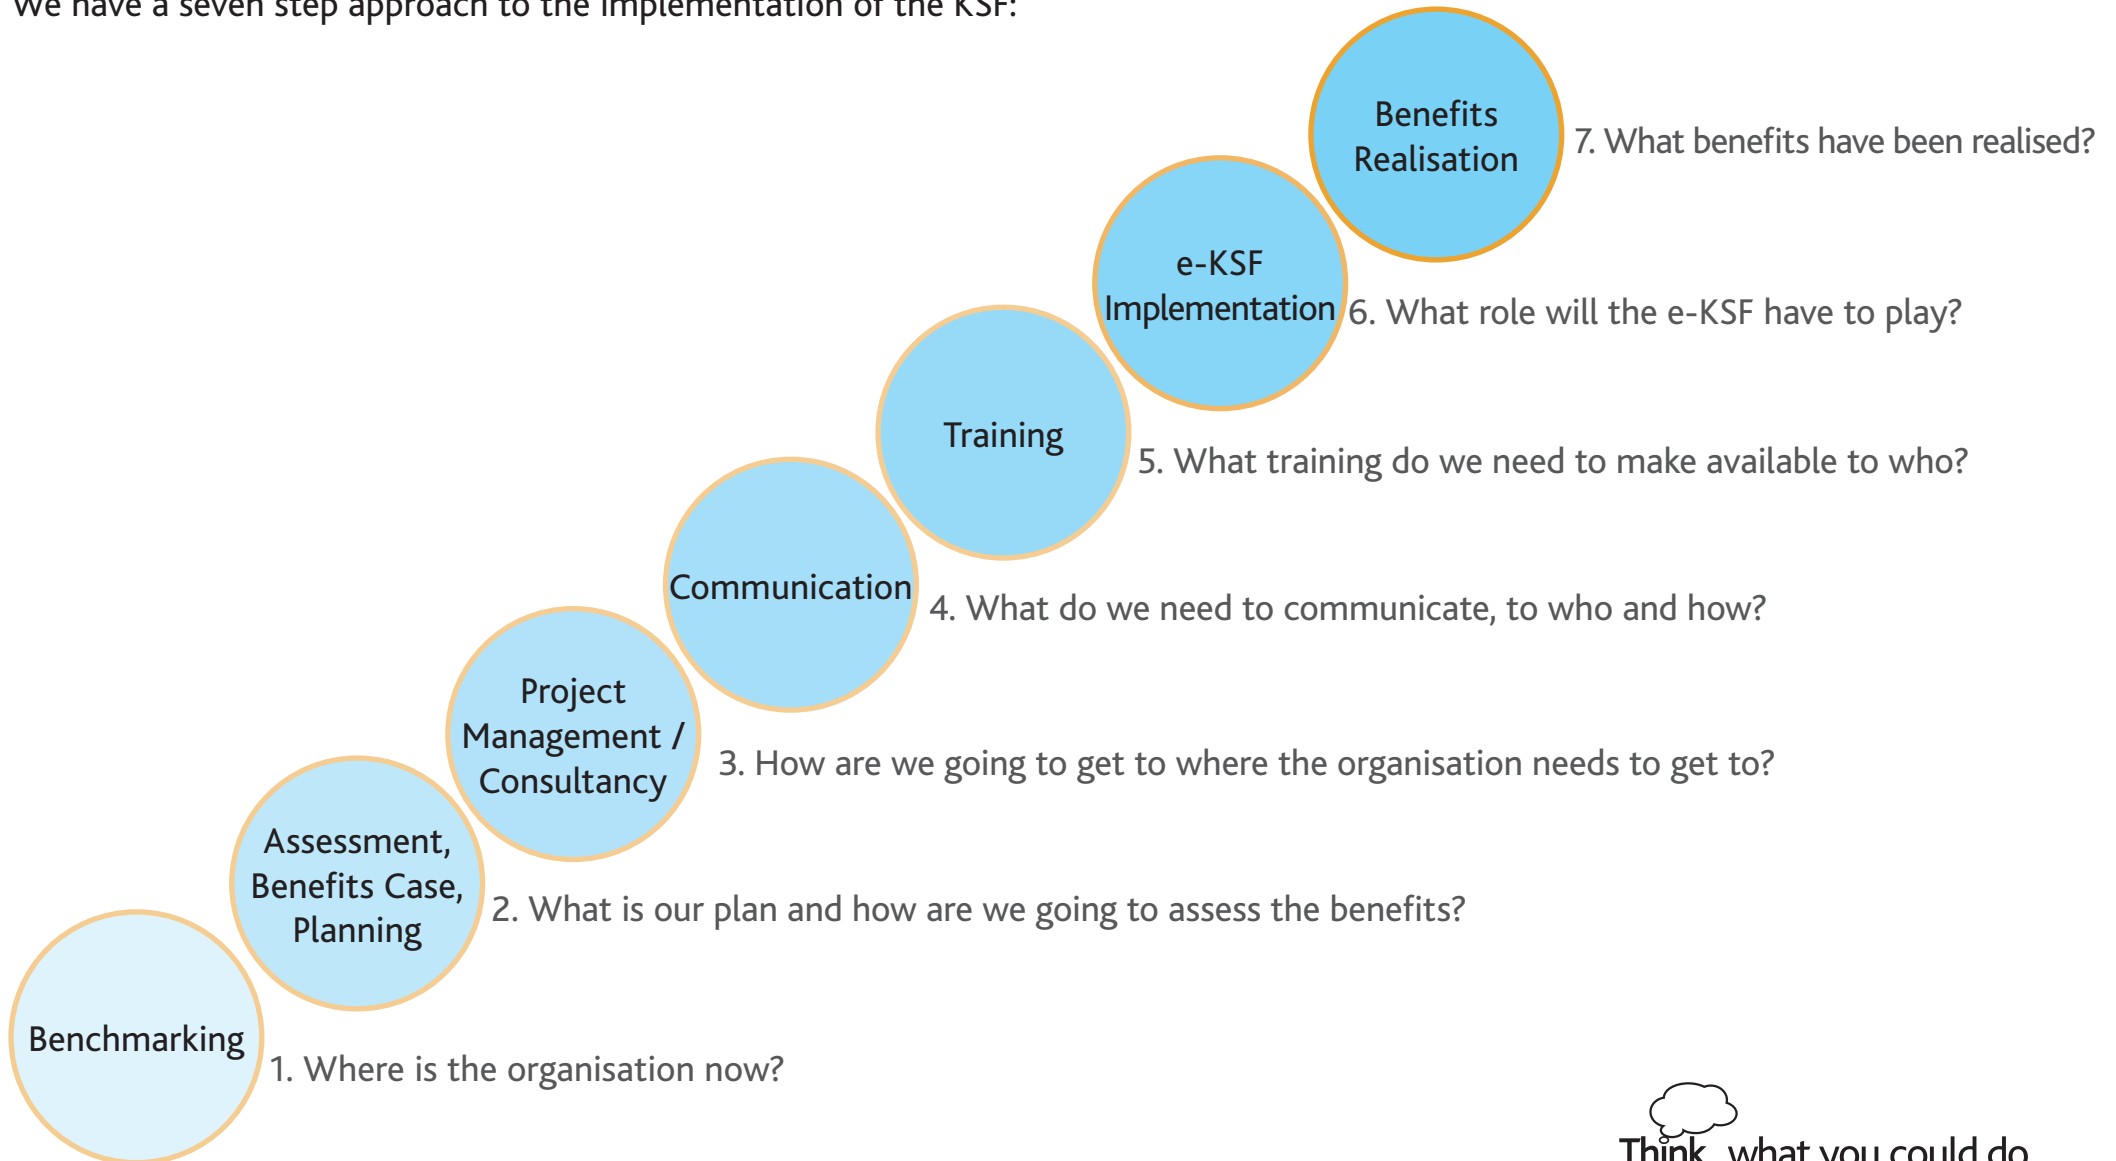 We have a seven step approach to the implementation of the KSF:
Benefits
Realisation
7. What benefits have been realised?
e-KSF
Implementation
6. What role will the e-KSF have to play?
Training
5. What training do we need to make available to who?
Communication
4. What do we need to communicate, to who and how?
Project
Management /
Consultancy
3. How are we going to get to where the organisation needs to get to?
Assessment,
Benefits Case,
Planning
2. What is our plan and how are we going to assess the benefits?
Benchmarking
1. Where is the organisation now?
Think what you could do